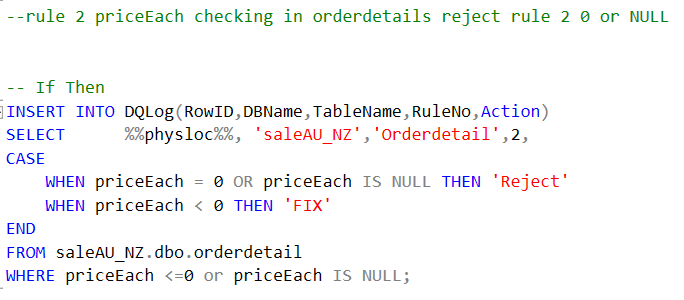 --rule 2 priceEach checking in orderdetails reject rule 2 0 or NULL
-- If Then
INSERT INTO DQLog(RowID,DBName,TableName,RuleNo,Action)
SELECT      %%physloc%%, 'saleAU_NZ','Orderdetail',2,
CASE
    WHEN priceEach = 0 OR priceEach IS NULL THEN 'Reject'
    WHEN priceEach < 0 THEN 'FIX'
END
FROM saleAU_NZ.dbo.orderdetail
WHERE priceEach <=0 or priceEach IS NULL;